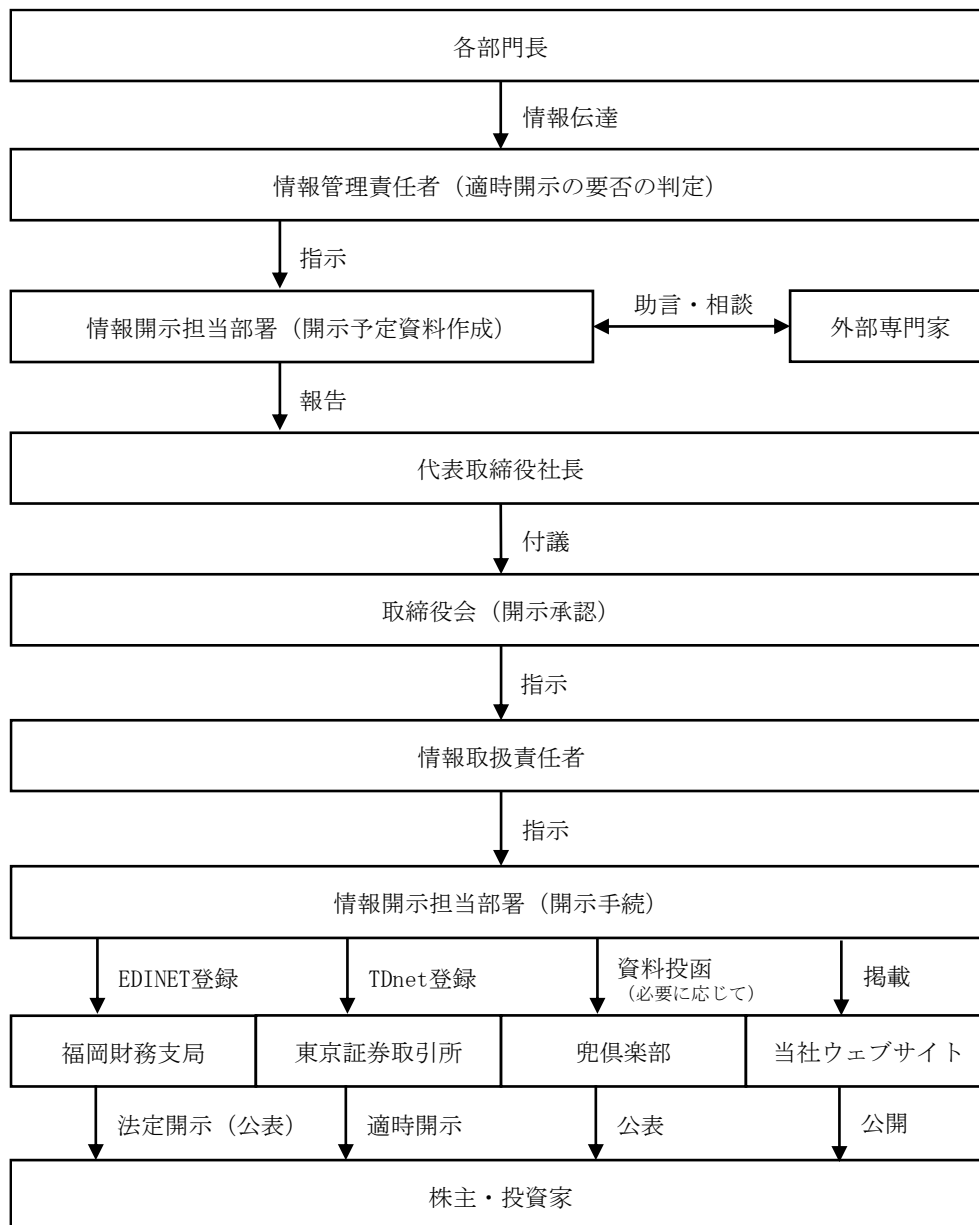 各部門長
情報伝達
情報管理責任者（適時開示の要否の判定）
指示
情報開示担当部署（開示予定資料作成）
助言・相談
外部専門家
報告
代表取締役社長
付議
取締役会（開示承認）
指示
情報取扱責任者
指示
情報開示担当部署（開示手続）
EDINET登録
TDnet登録
資料投函
（必要に応じて）
掲載
福岡財務支局
東京証券取引所
兜倶楽部
当社ウェブサイト
法定開示（公表）
適時開示
公表
公開
株主・投資家